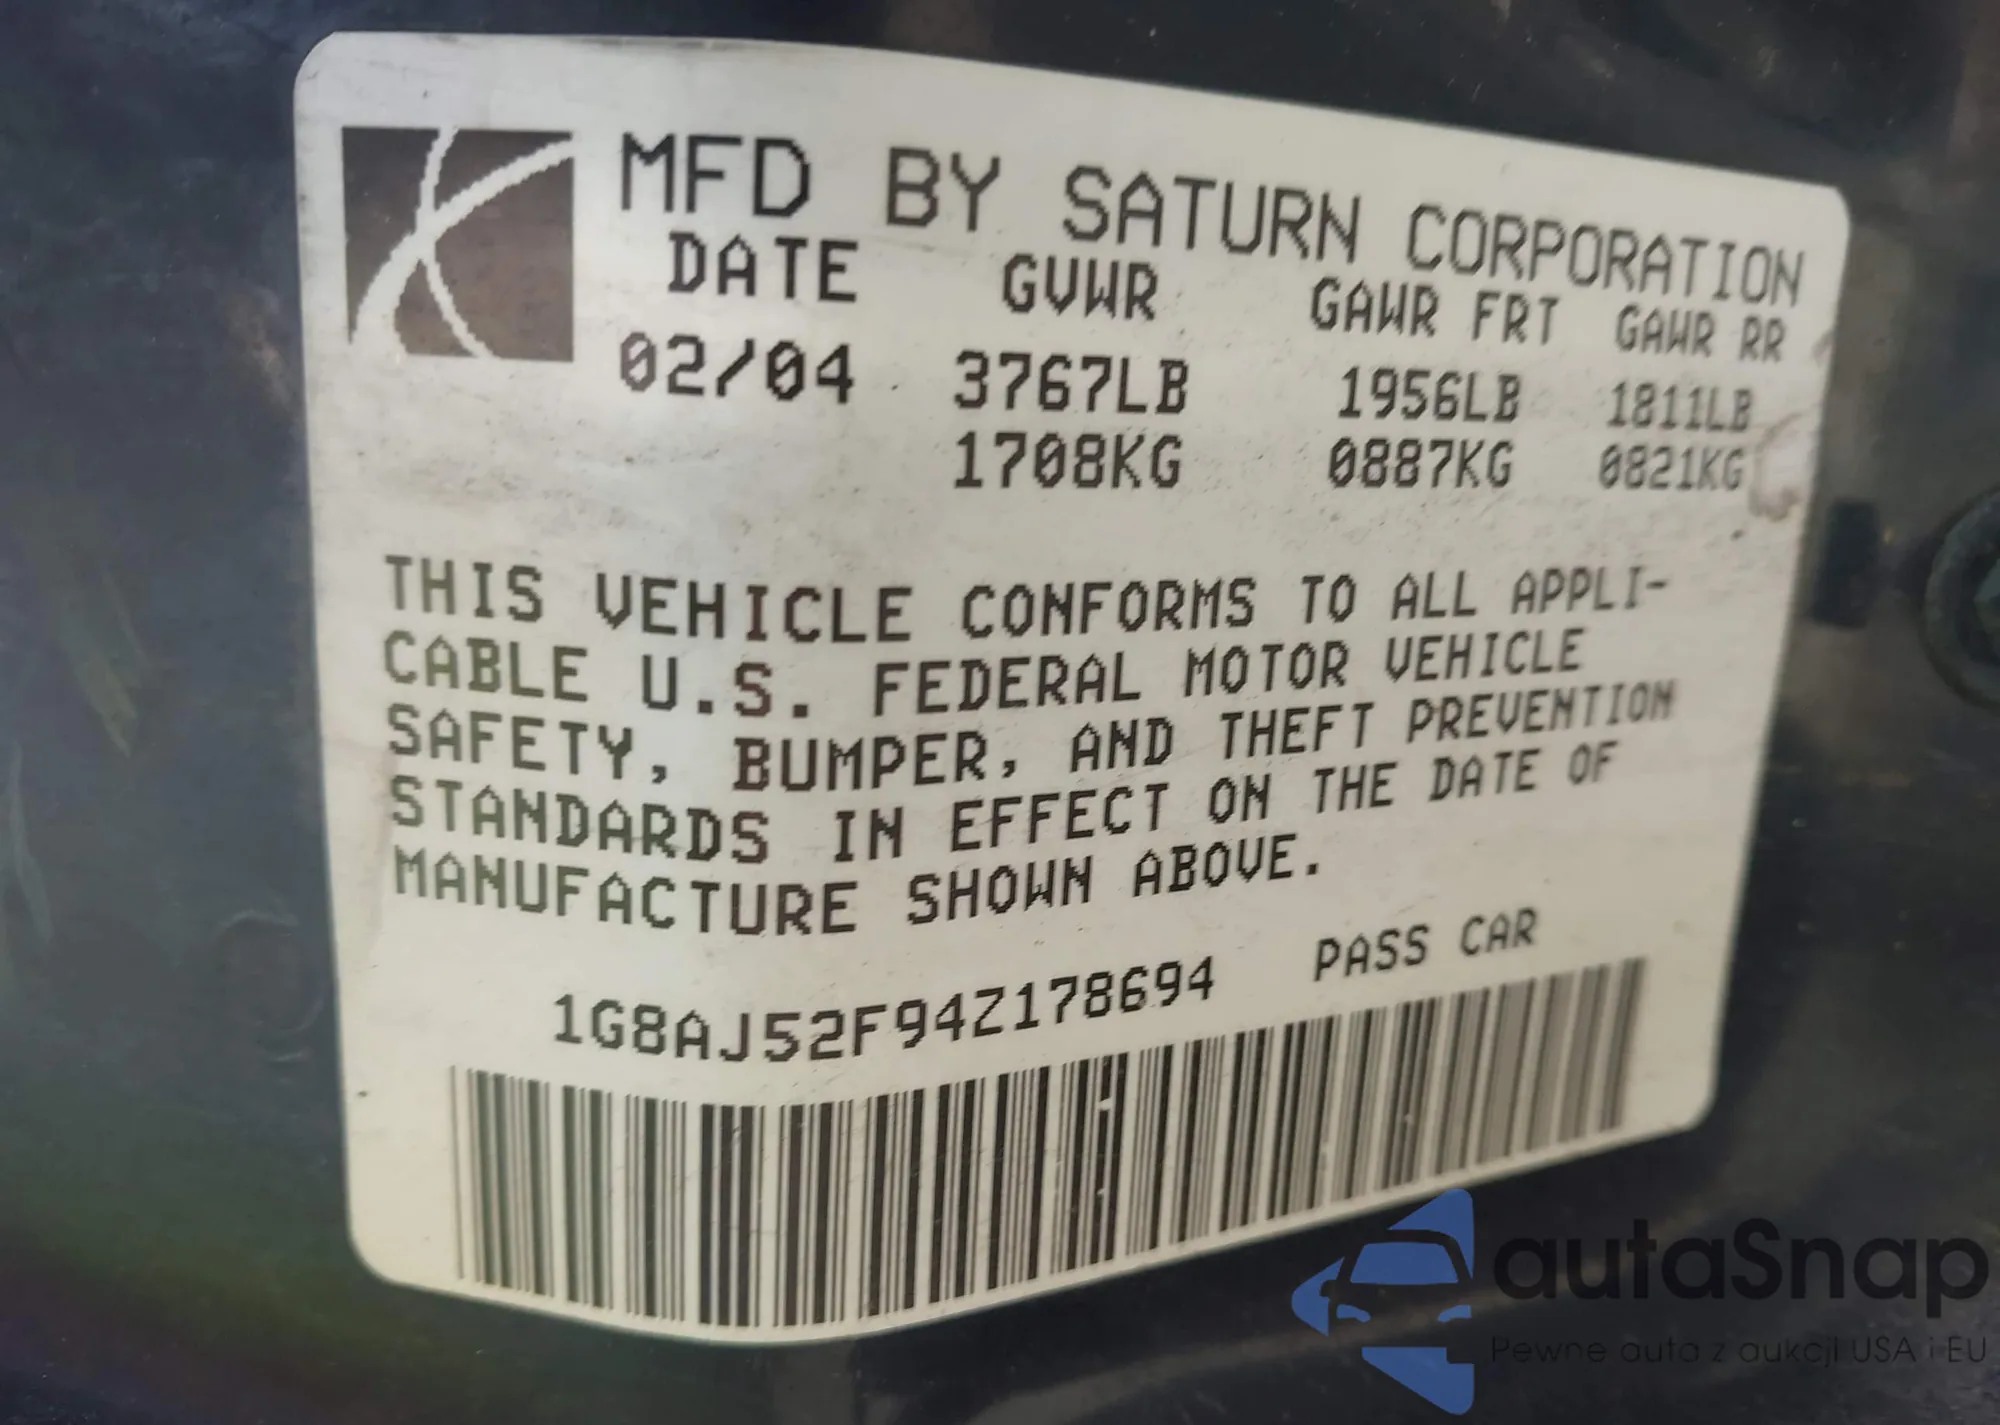 MFD BY SATURN CORPORATION
DATE GVWR GAWR FRT GAWR RR
02/04 3767LB 1956LB 1811LB
1708KG 0887KG 0821KG
THIS VEHICLE CONFORMS TO ALL APPLI-
CABLE U.S. FEDERAL MOTOR VEHICLE
SAFETY, BUMPER, AND THEFT PREVENTION
STANDARDS IN EFFECT ON THE DATE OF
MANUFACTURE SHOWN ABOVE.
1G8AJ52F94Z178694 PASS CAR
autaSnap
Pewne auta z aukcji USA i EU